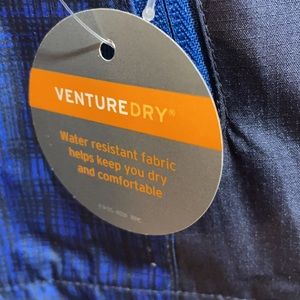 VENTUREDRY®
Water resistant fabric
helps keep you dry
and comfortable